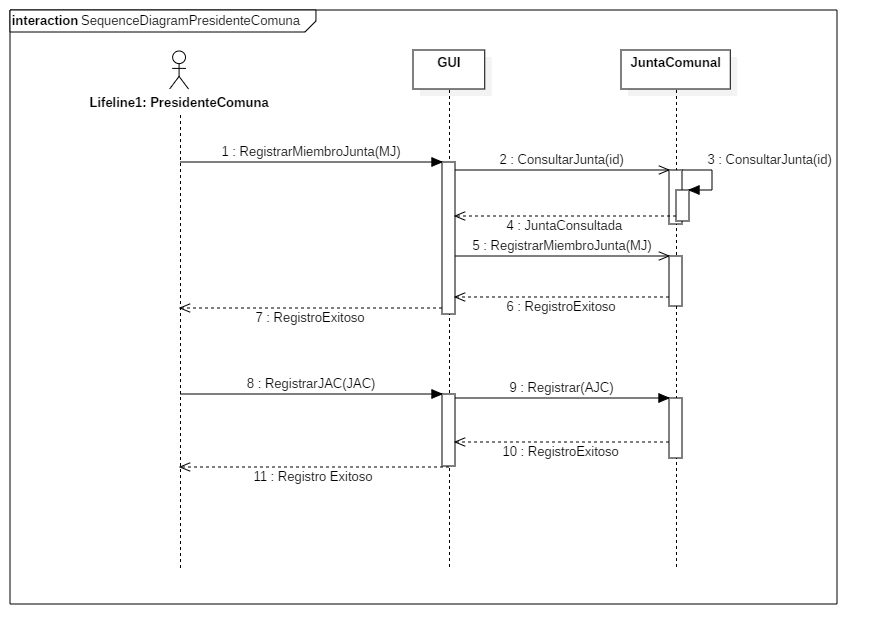 interaction SequenceDiagramPresidenteComuna
GUI
JuntaComunal
Lifeline1: PresidenteComuna
1 : RegistrarMiembroJunta(MJ)
2 : ConsultarJunta(id)
3 : ConsultarJunta(id)
4 : JuntaConsultada
5 : RegistrarMiembroJunta(MJ)
6 : RegistroExitoso
7 : RegistroExitoso
8 : RegistrarJAC(JAC)
9 : Registrar(AJC)
10 : RegistroExitoso
11 : Registro Exitoso